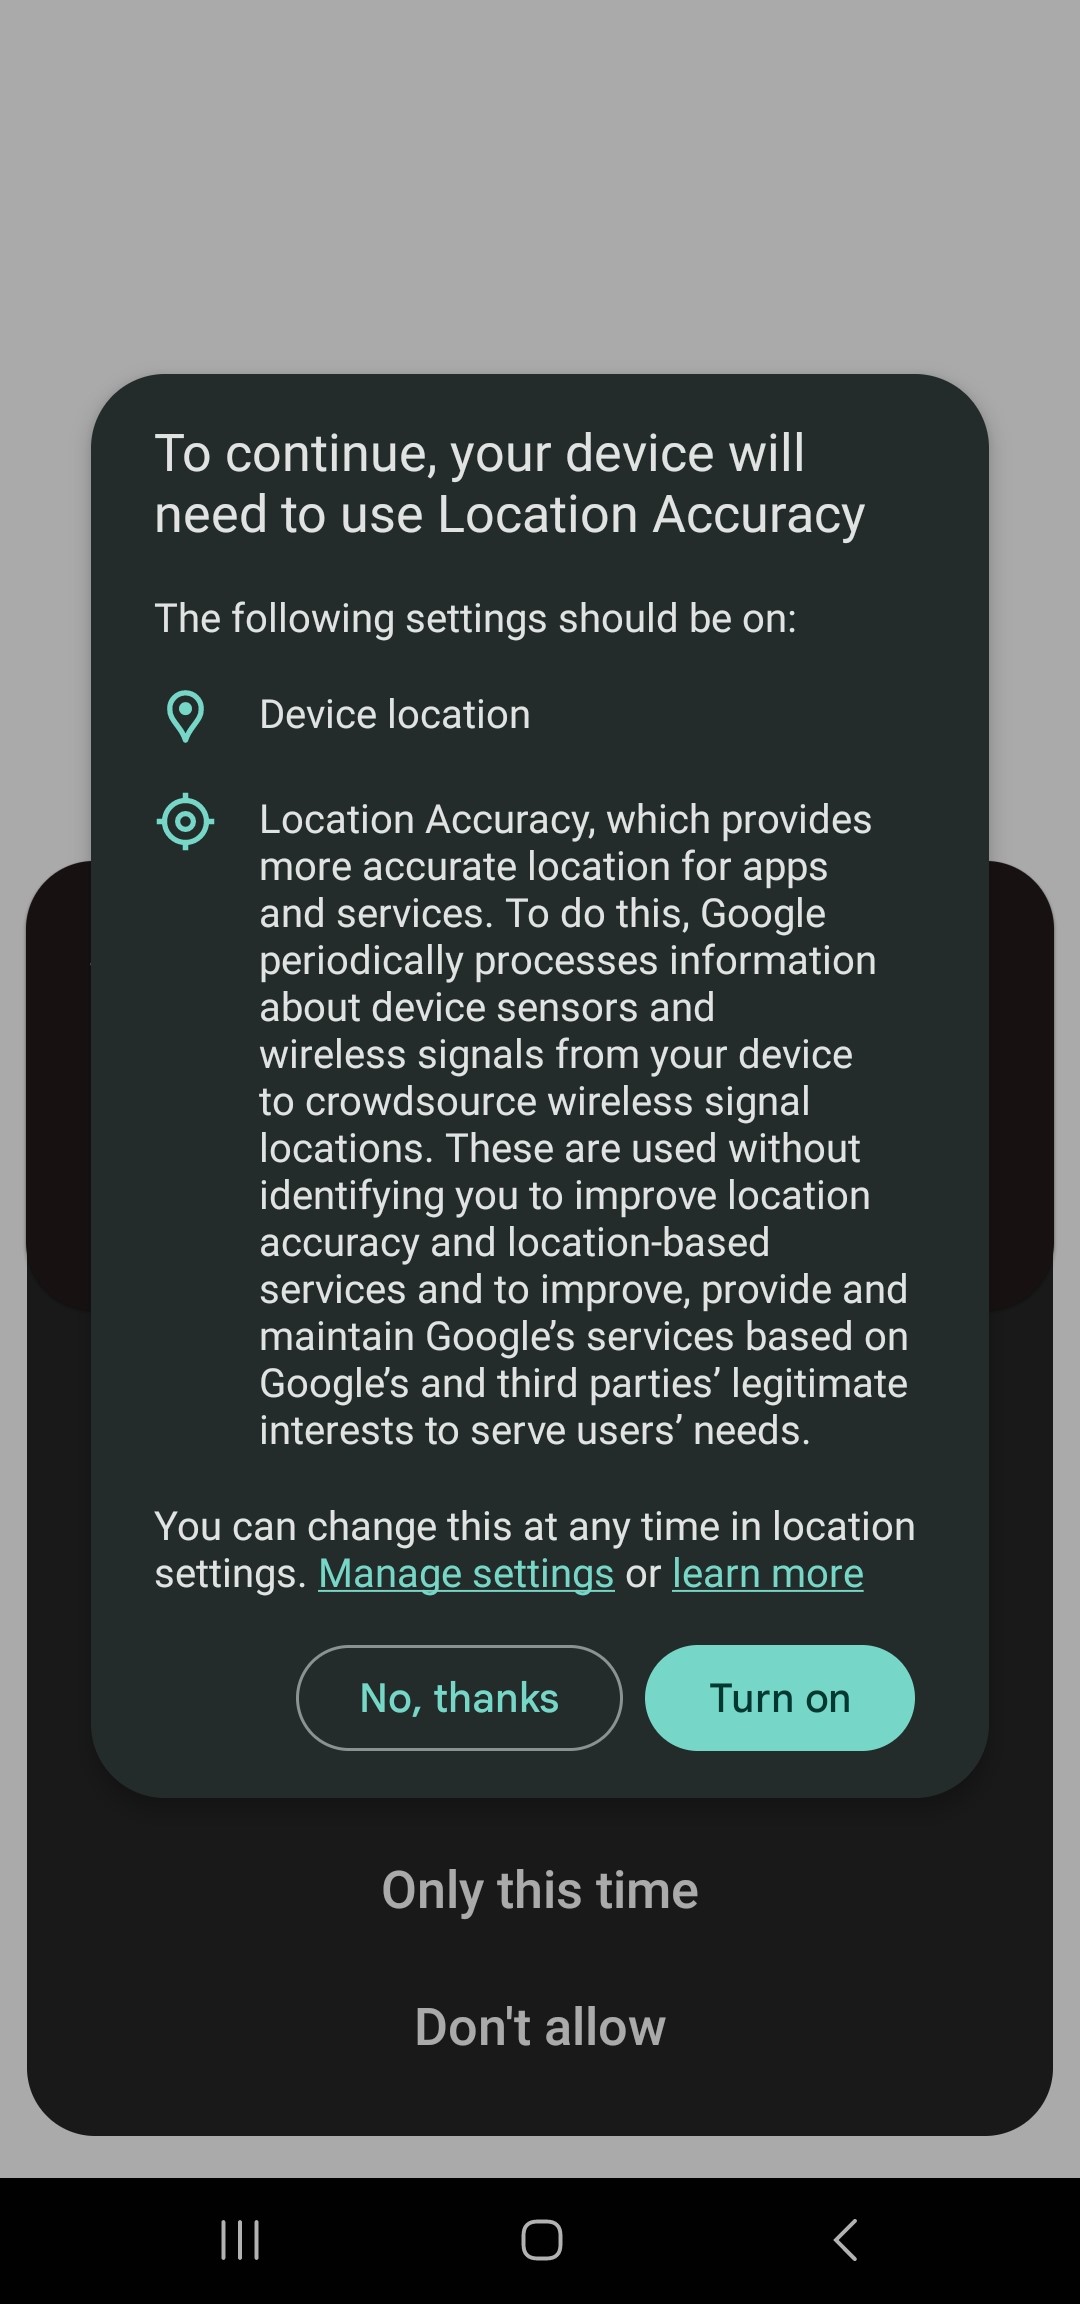 To continue, your device will
need to use Location Accuracy
The following settings should be on:
Device location
Location Accuracy, which provides
more accurate location for apps
and services. To do this, Google
periodically processes information
about device sensors and
wireless signals from your device
to crowdsource wireless signal
locations. These are used without
identifying you to improve location
accuracy and location-based
services and to improve, provide and
maintain Google’s services based on
Google’s and third parties’ legitimate
interests to serve users’ needs.
You can change this at any time in location
settings. Manage settings or learn more
No, thanks
Turn on
Only this time
Don't allow